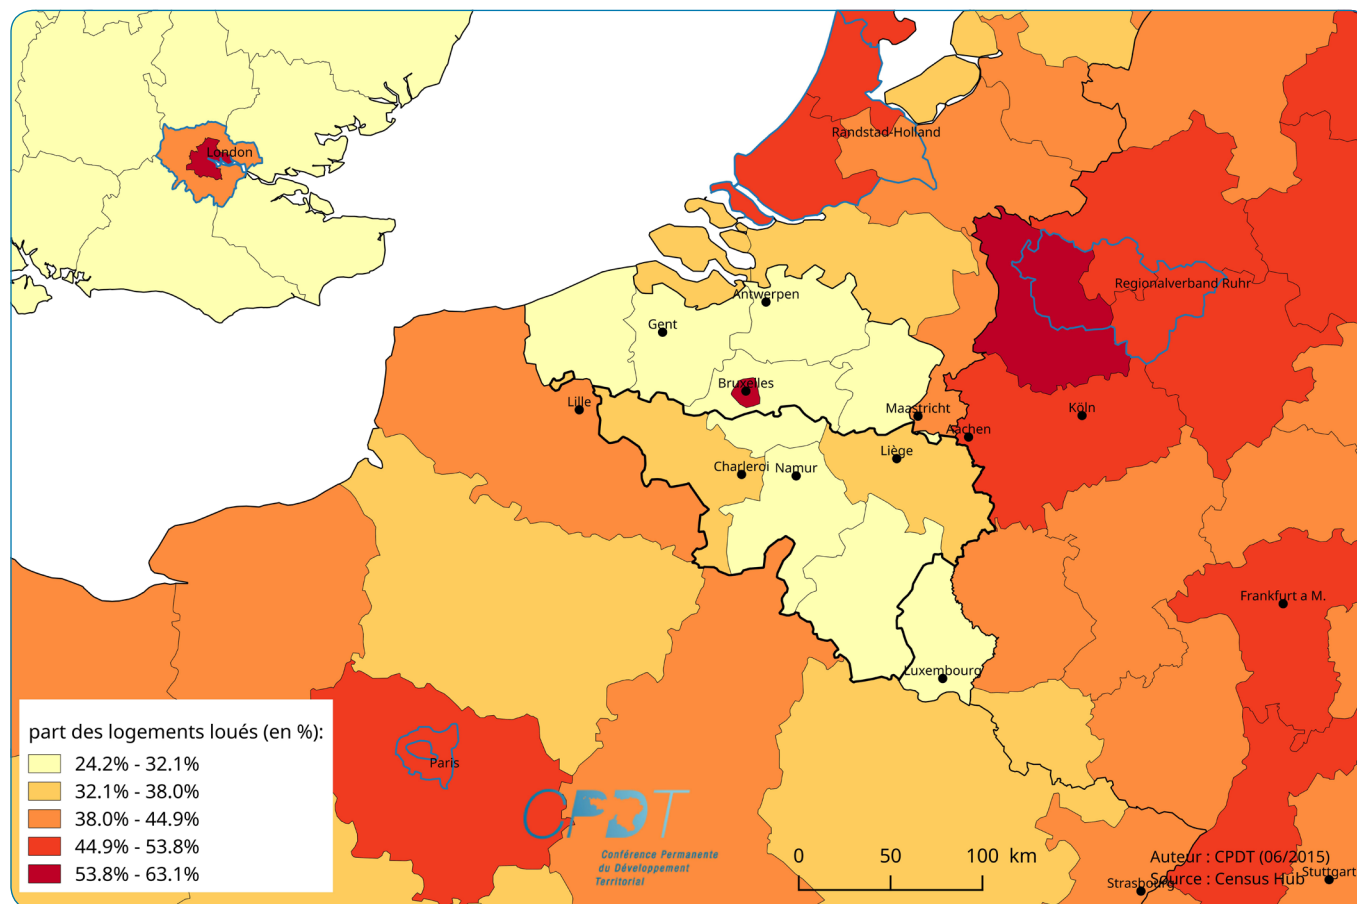 London
Randstad-Holland
Regionalverband Ruhr
Antwerpen
Gent
Bruxelles
Lille
Maastricht
Köln
Aachen
Liège
Charleroi
Namur
Frankfurt a M.
Luxembourg
Paris
part des logements loués (en %):
24.2% - 32.1%
32.1% - 38.0%
38.0% - 44.9%
44.9% - 53.8%
53.8% - 63.1%
CPDT
Conférence Permanente
du Développement
Territorial
0 50 100 km
Auteur : CPDT (06/2015)
Source : Census Hub
Strasbourg
Stuttgart